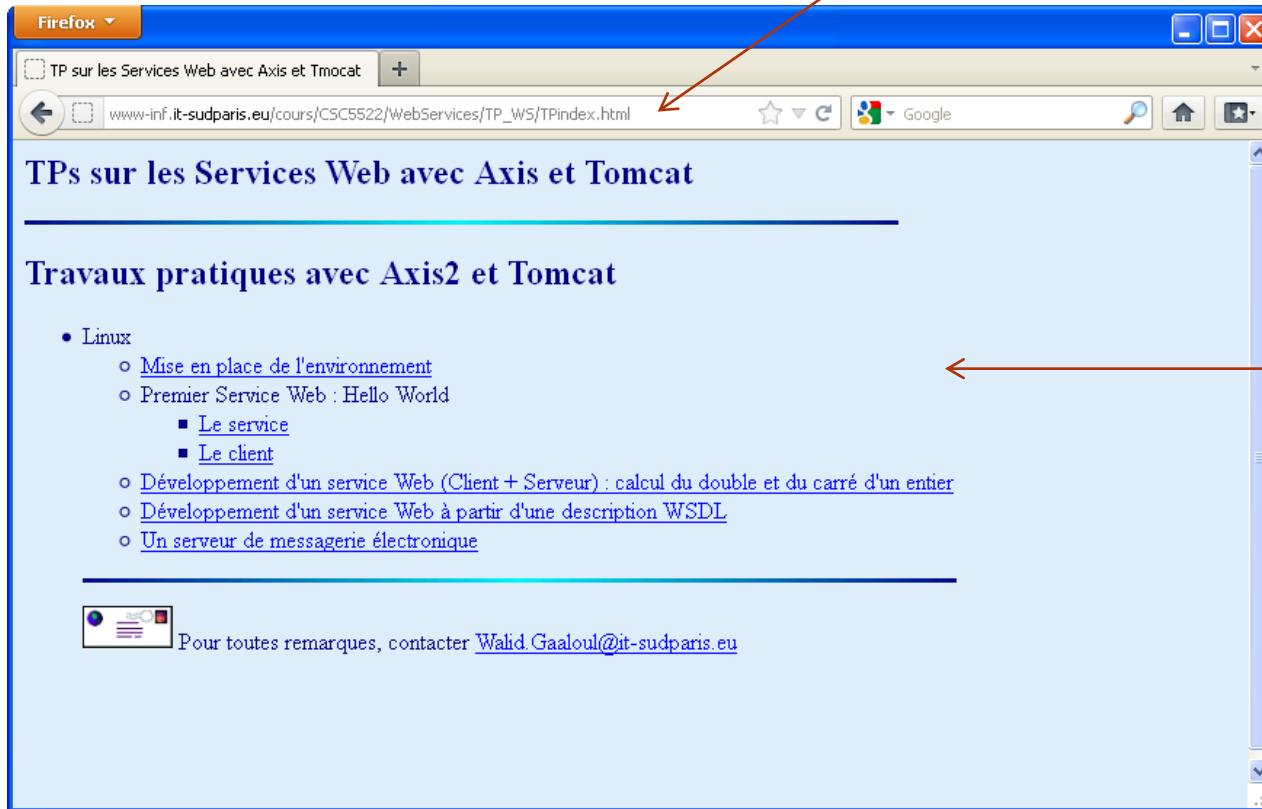 Firefox
TP sur les Services Web avec Axis et Tmocat
www-inf.it-sudparis.eu/cours/CSC5522/WebServices/TP_WS/TPindex.html
Google
TPs sur les Services Web avec Axis et Tomcat
Travaux pratiques avec Axis2 et Tomcat
Linux
Mise en place de l'environnement
Premier Service Web : Hello World
Le service
Le client
Développement d'un service Web (Client + Serveur) : calcul du double et du carré d'un entier
Développement d'un service Web à partir d'une description WSDL
Un serveur de messagerie électronique
Pour toutes remarques, contacter Walid.Gaaloul@it-sudparis.eu